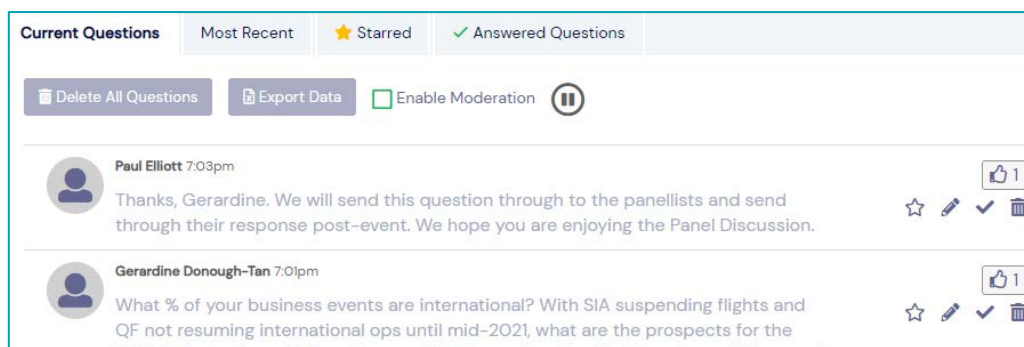 Current Questions Most Recent Starred Answered Questions
Delete All Questions Export Data Enable Moderation
Paul Elliott 7:03pm
1
Thanks, Gerardine. We will send this question through to the panellists and send
through their response post-event. We hope you are enjoying the Panel Discussion.
Gerardine Donough-Tan 7:01pm
1
What % of your business events are international? With SIA suspending flights and
QF not resuming international ops until mid-2021, what are the prospects for the